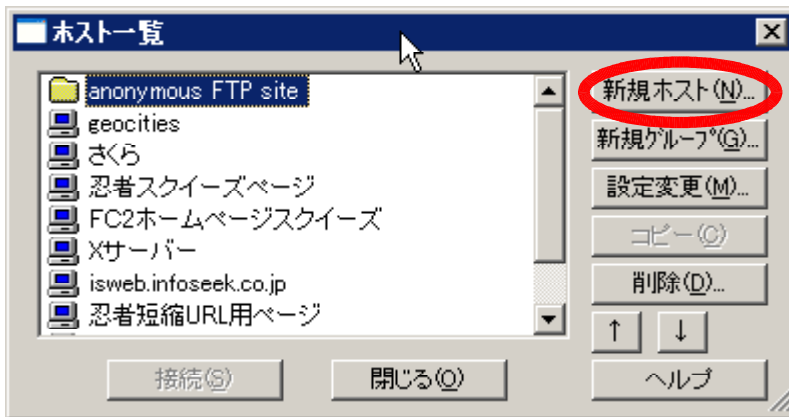 ホスト一覧
anonymous FTP site
geocities
さくら
忍者スクイーズページ
FC2ホームページスクイーズ
Xサーバー
isweb.infoseek.co.jp
忍者短縮URL用ページ
新規ホスト(N)...
新規グループ(G)...
設定変更(M)...
コピー(C)
削除(D)...
↑ ↓
接続(S)
閉じる(O)
ヘルプ